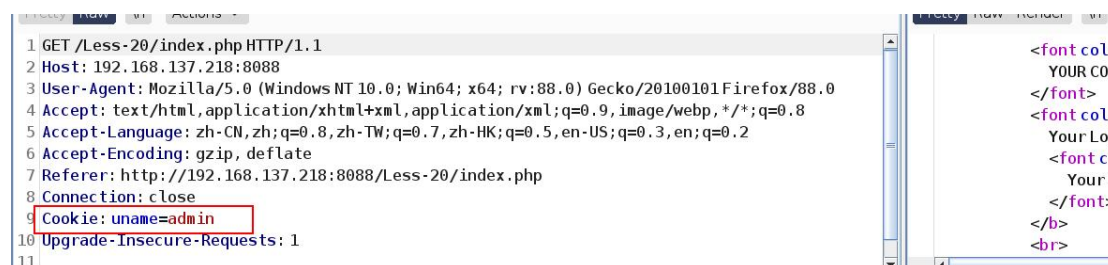 Pretty Raw \n Actions
Pretty Raw Render \n
1 GET /Less-20/index.php HTTP/1.1
2 Host: 192.168.137.218:8088
3 User-Agent: Mozilla/5.0 (Windows NT 10.0; Win64; x64; rv:88.0) Gecko/20100101 Firefox/88.0
4 Accept: text/html,application/xhtml+xml,application/xml;q=0.9,image/webp,*/*;q=0.8
5 Accept-Language: zh-CN,zh;q=0.8,zh-TW;q=0.7,zh-HK;q=0.5,en-US;q=0.3,en;q=0.2
6 Accept-Encoding: gzip, deflate
7 Referer: http://192.168.137.218:8088/Less-20/index.php
8 Connection: close
9 Cookie: uname=admin
10 Upgrade-Insecure-Requests: 1
11
<font col
YOUR CO
</font>
<font col
Your Lo
<font c
Your
</font>
</b>
<br>